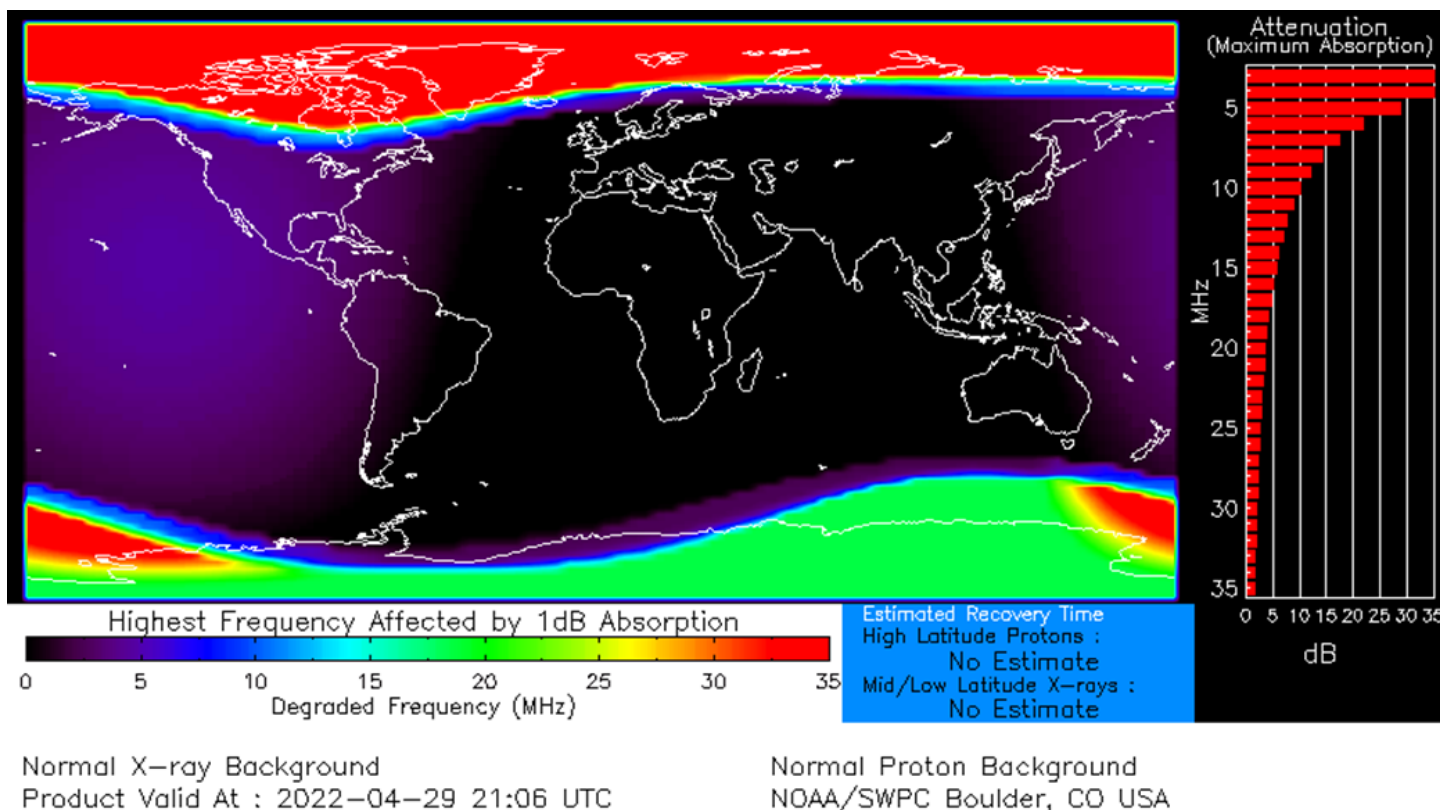 Attenuation
(Maximum Absorption)
5
10
15
20
25
30
35
MHz
0 5 10 15 20 25 30 35
dB
Highest Frequency Affected by 1dB Absorption
0 5 10 15 20 25 30 35
Degraded Frequency (MHz)
Estimated Recovery Time
High Latitude Protons :
No Estimate
Mid/Low Latitude X-rays :
No Estimate
Normal X-ray Background
Product Valid At : 2022-04-29 21:06 UTC
Normal Proton Background
NOAA/SWPC Boulder, CO USA